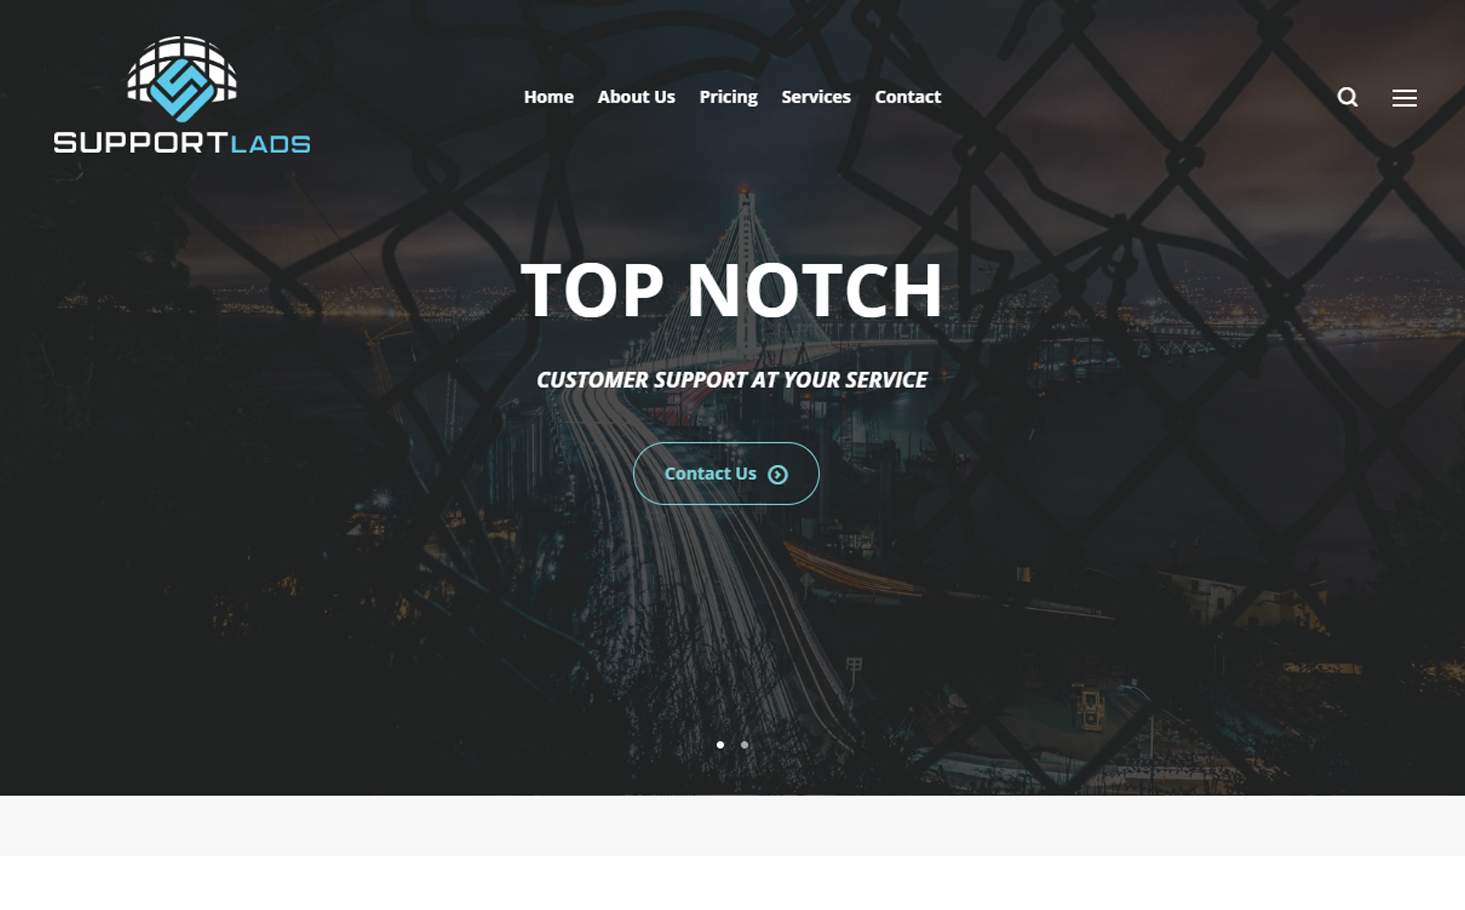 SUPPORTLADS
Home About Us Pricing Services Contact
TOP NOTCH
CUSTOMER SUPPORT AT YOUR SERVICE
Contact Us